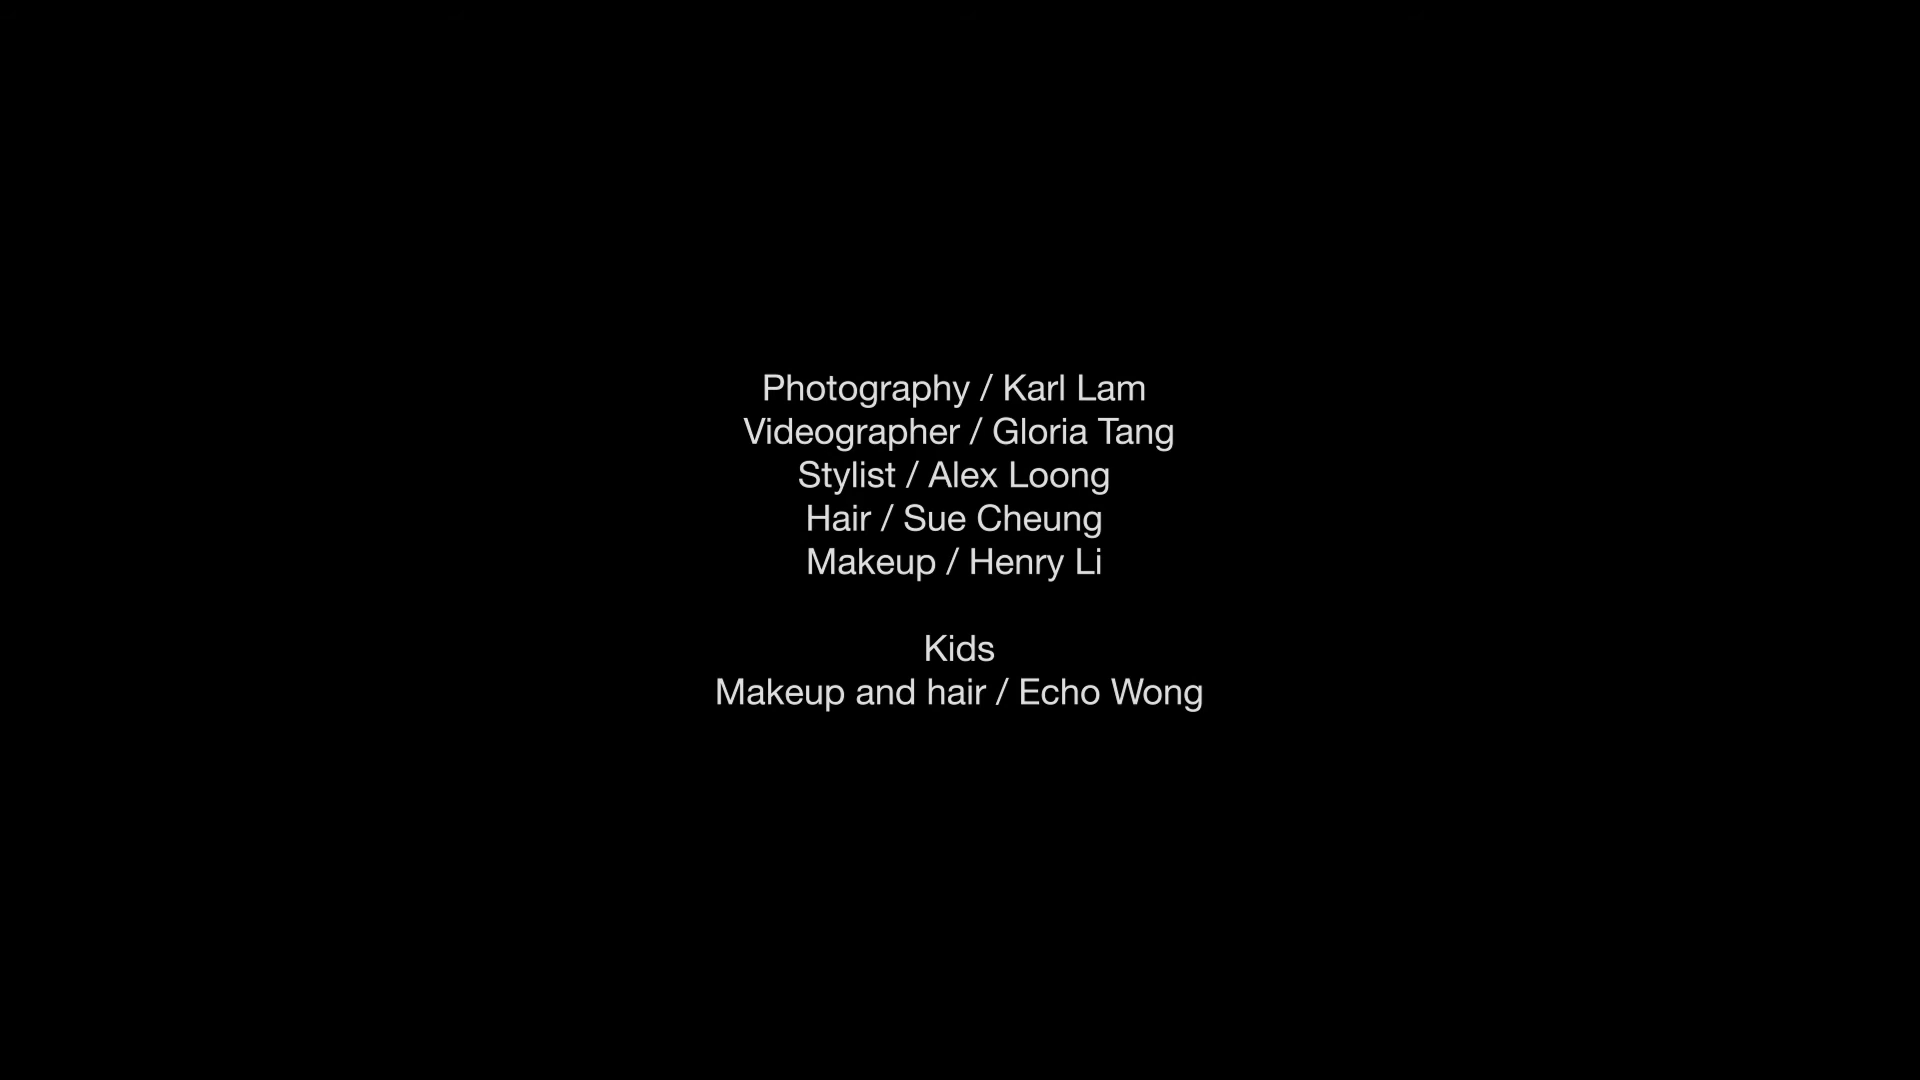 Photography / Karl Lam
Videographer / Gloria Tang
Stylist / Alex Loong
Hair / Sue Cheung
Makeup / Henry Li
Kids
Makeup and hair / Echo Wong